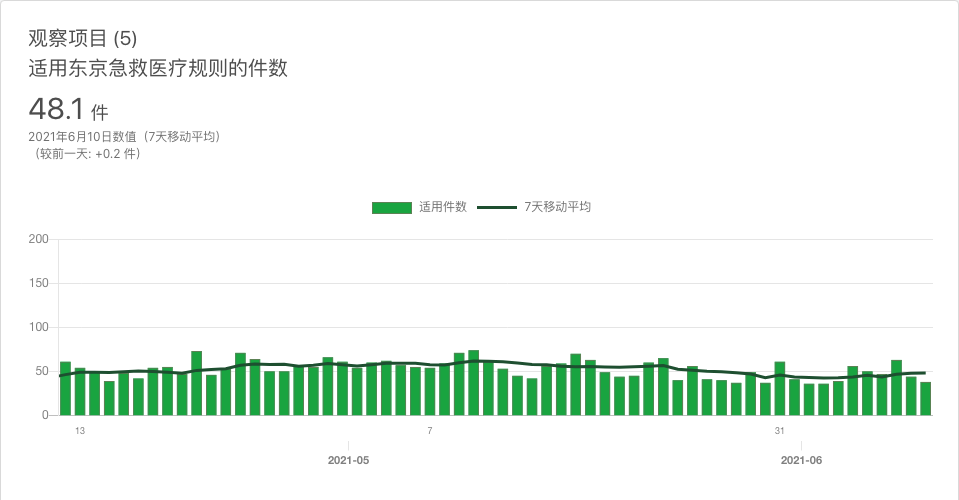 观察项目 (5)
适用东京急救医疗规则的件数
48.1 件
2021年6月10日数值（7天移动平均）
（较前一天: +0.2 件）
适用件数 7天移动平均
200
150
100
50
0
13 7 31
2021-05 2021-06